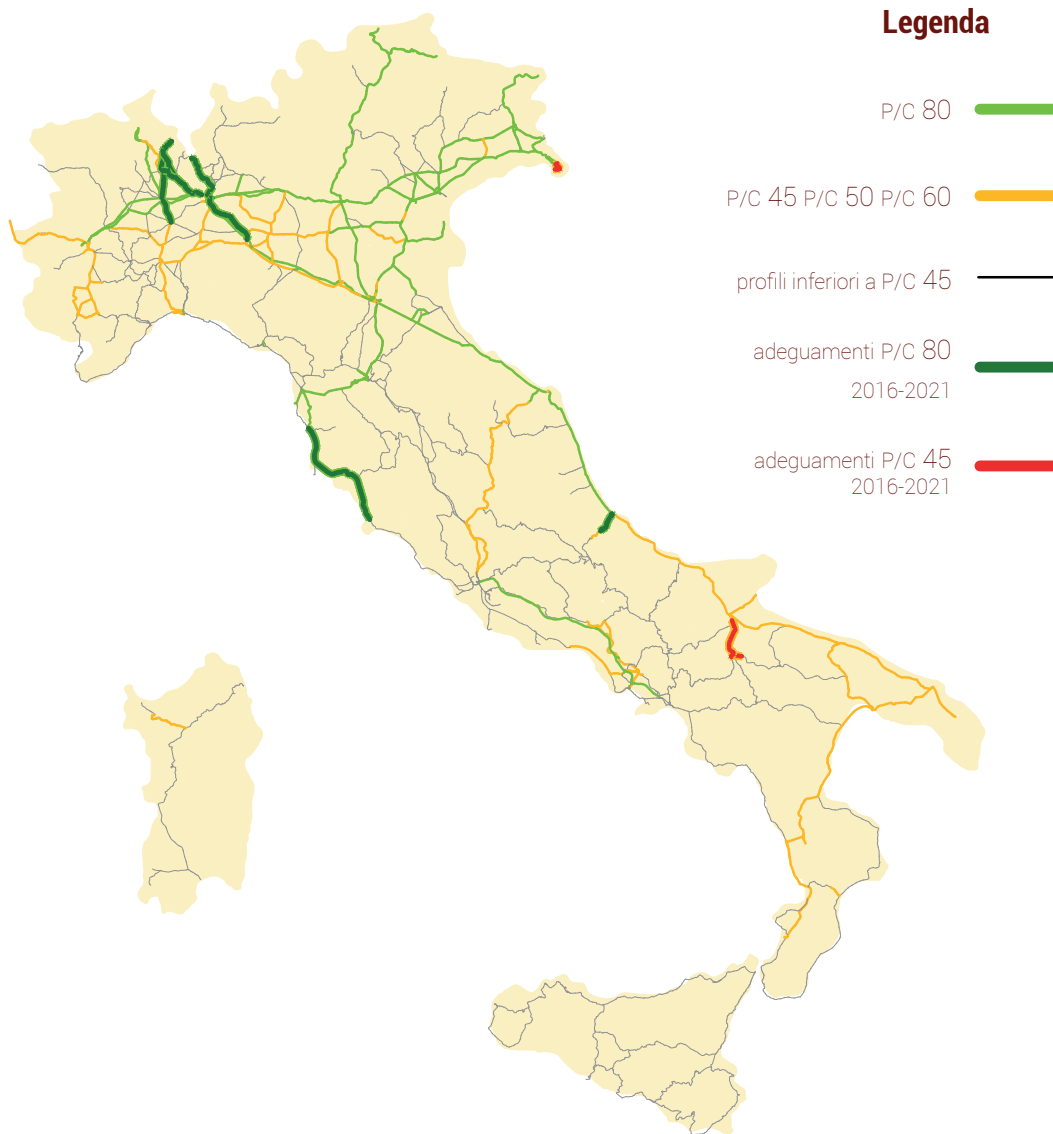 Legenda
P/C 80
P/C 45 P/C 50 P/C 60
profili inferiori a P/C 45
adeguamenti P/C 80
2016-2021
adeguamenti P/C 45
2016-2021